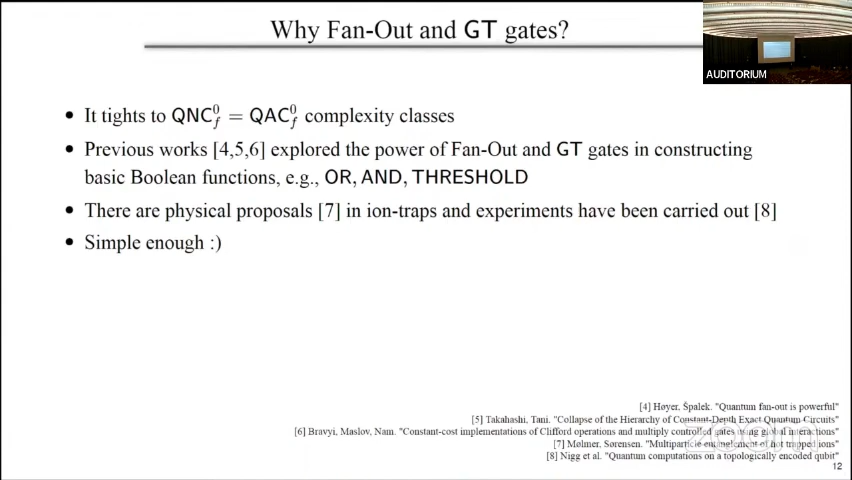 Why Fan-Out and GT gates?
AUDITORIUM
• It tights to QNC⁰_f = QAC⁰_f complexity classes
• Previous works [4,5,6] explored the power of Fan-Out and GT gates in constructing
basic Boolean functions, e.g., OR, AND, THRESHOLD
• There are physical proposals [7] in ion-traps and experiments have been carried out [8]
• Simple enough :)
[4] Høyer, Špalek. "Quantum fan-out is powerful"
[5] Takahashi, Tani. "Collapse of the Hierarchy of Constant-Depth Exact Quantum Circuits"
[6] Bravyi, Maslov, Nam. "Constant-cost implementations of Clifford operations and multiply controlled gates using global interactions"
[7] Mølmer, Sørensen. "Multiparticle entanglement of hot trapped ions"
[8] Nigg et al. "Quantum computations on a topologically encoded qubit"
zoom
12